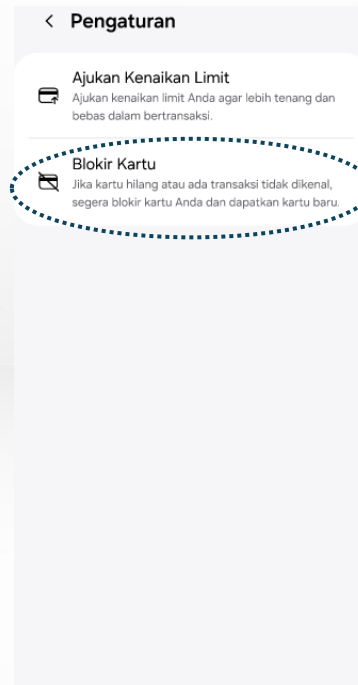 Pengaturan
Ajukan Kenaikan Limit
Ajukan kenaikan limit Anda agar lebih tenang dan
bebas dalam bertransaksi.
Blokir Kartu
Jika kartu hilang atau ada transaksi tidak dikenal,
segera blokir kartu Anda dan dapatkan kartu baru.